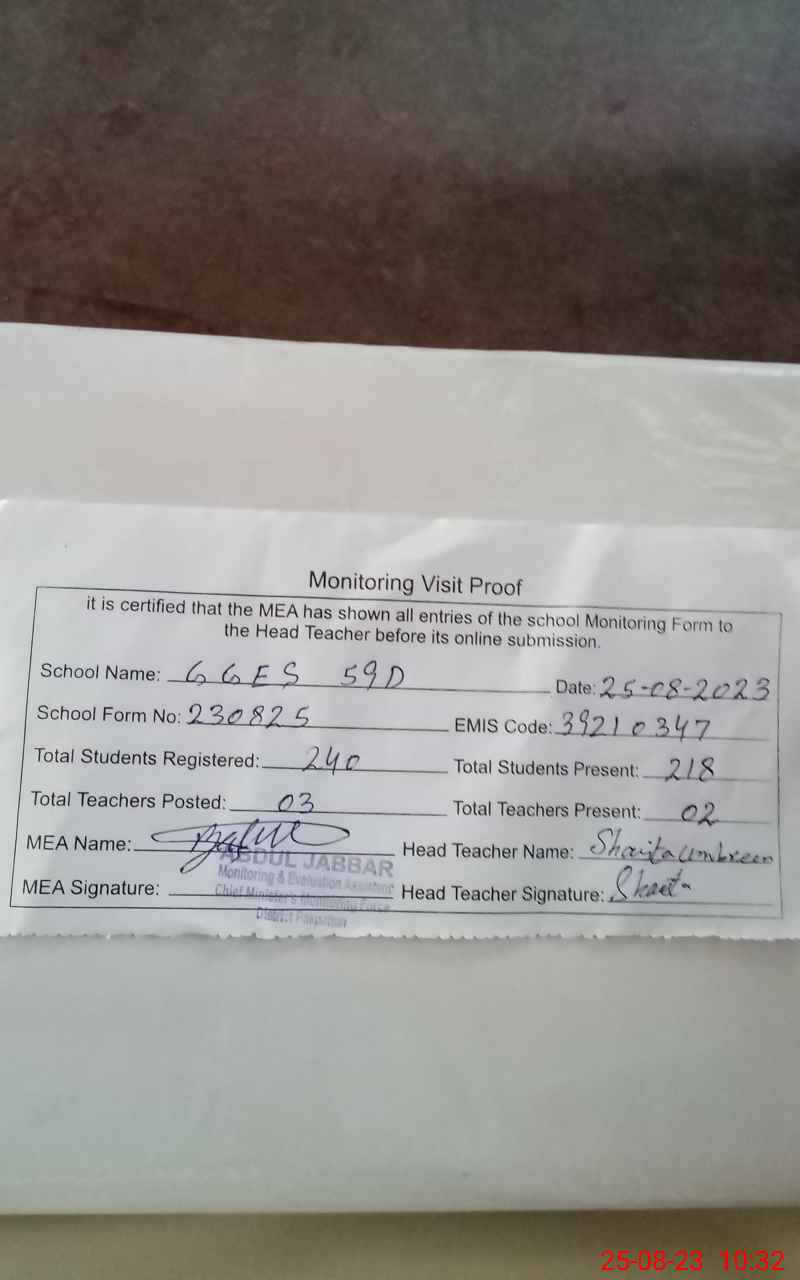 Monitoring Visit Proof
it is certified that the MEA has shown all entries of the school Monitoring Form to
the Head Teacher before its online submission.
School Name: GGES 59D Date: 25-08-2023
School Form No: 230825 EMIS Code: 39210347
Total Students Registered: 240 Total Students Present: 218
Total Teachers Posted: 03 Total Teachers Present: 02
MEA Name: Head Teacher Name: Umbreen
ABDUL JABBAR
Monitoring & Evaluation Assistant
MEA Signature: Head Teacher Signature:
Chief Minister's Monitoring Force
District Pakpattan
25-08-23 10:32